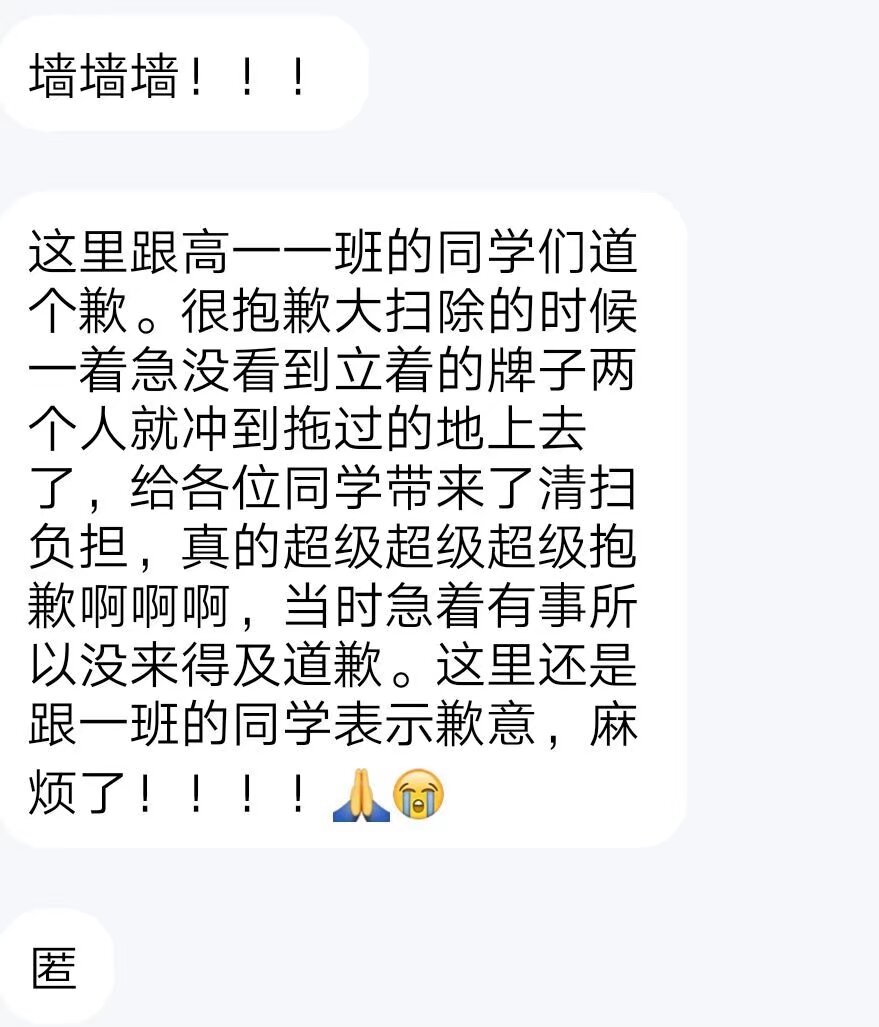 墙墙墙！！！
这里跟高一一班的同学们道
个歉。很抱歉大扫除的时候
一着急没看到立着的牌子两
个人就冲到拖过的地上去
了，给各位同学带来了清扫
负担，真的超级超级超级抱
歉啊啊啊，当时急着有事所
以没来得及道歉。这里还是
跟一班的同学表示歉意，麻
烦了！！！！🙏😭
匿